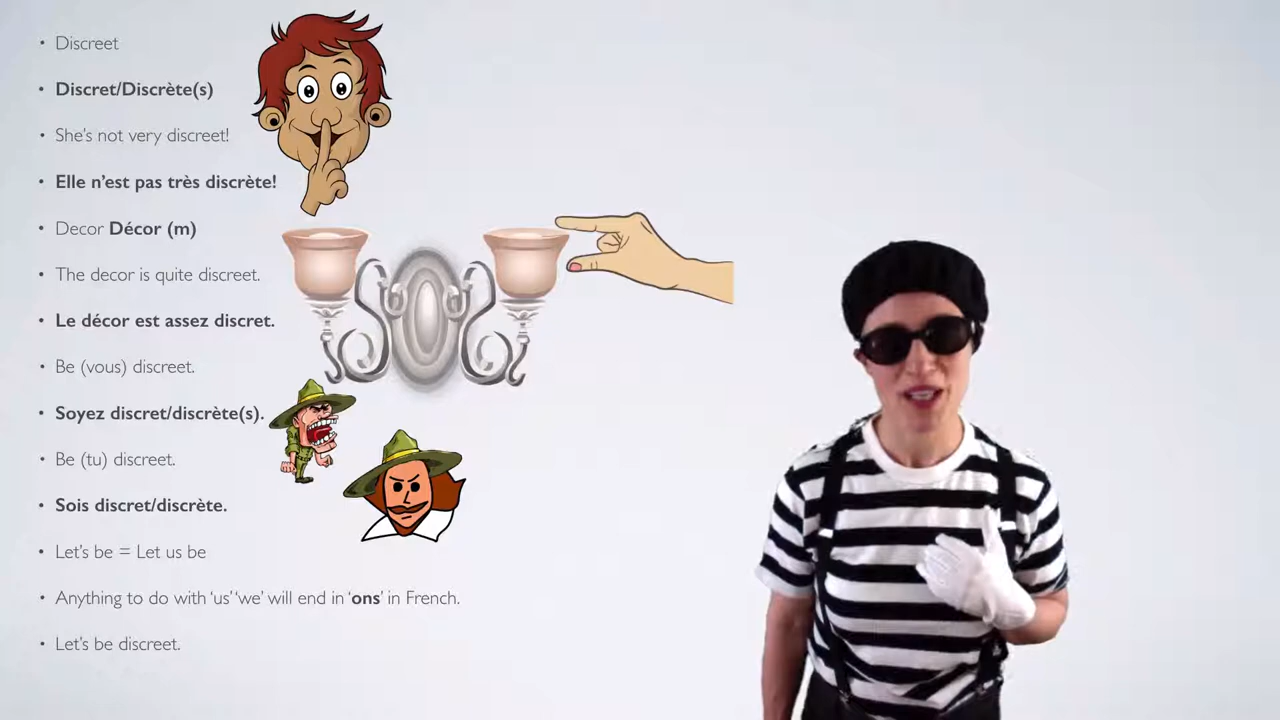 • Discreet
• Discret/Discrète(s)
• She's not very discreet!
• Elle n'est pas très discrète!
• Decor Décor (m)
• The decor is quite discreet.
• Le décor est assez discret.
• Be (vous) discreet.
• Soyez discret/discrète(s).
• Be (tu) discreet.
• Sois discret/discrète.
• Let's be = Let us be
• Anything to do with 'us' 'we' will end in 'ons' in French.
• Let's be discreet.